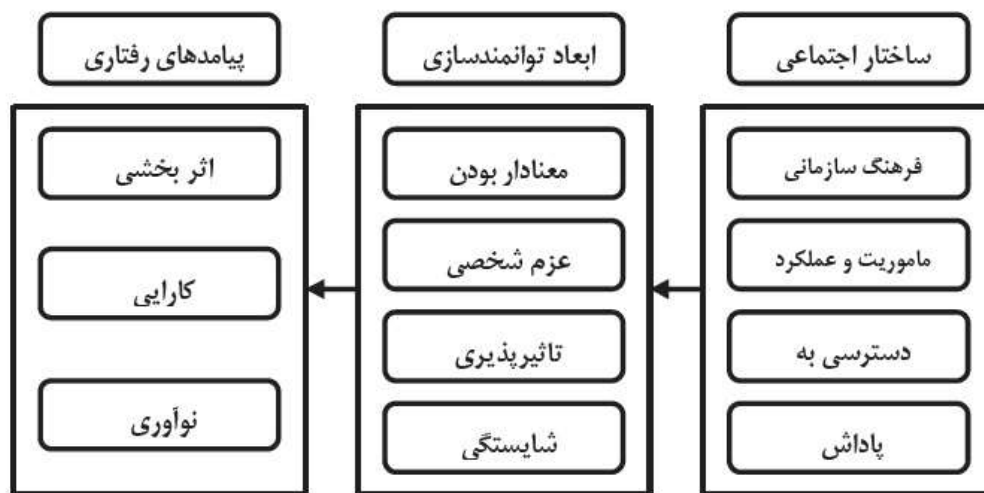 ساختار اجتماعی
ابعاد توانمندسازی
پیامدهای رفتاری
فرهنگ سازمانی
ماموریت و عملکرد
دسترسی به
پاداش
معنادار بودن
عزم شخصی
تاثیرپذیری
شایستگی
اثر بخشی
کارایی
نوآوری